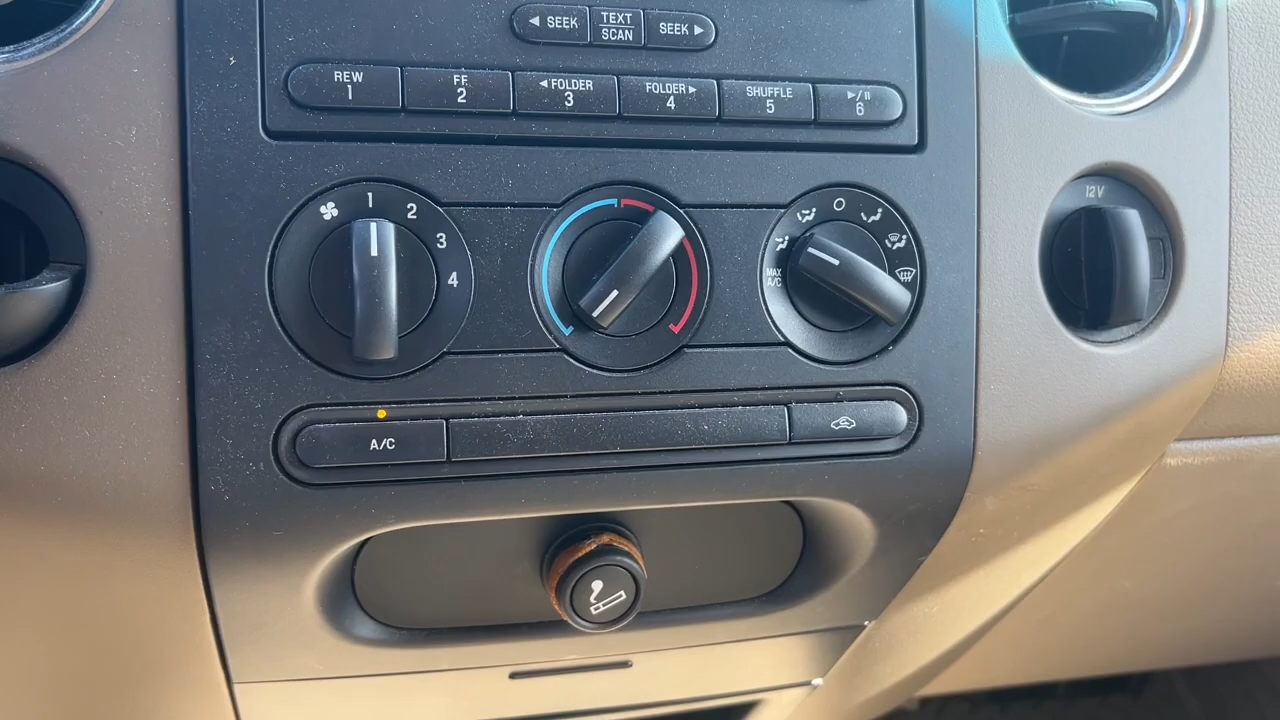 ◄ SEEK
TEXT
SCAN
SEEK ►
REW
1
FF
2
◄FOLDER
3
FOLDER►
4
SHUFFLE
5
►/II
6
12V
1
2
3
4
MAX
A/C
A/C